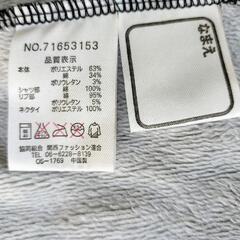 NO.71653153
品質表示
本体 ポリエステル 63%
綿 34%
ポリウレタン 3%
シャツ部 綿 100%
リブ部 綿 95%
ポリウレタン 5%
ネクタイ ポリエステル 100%
協同組合 関西ファッション連合
TEL 06-6228-8139
OS-1769 中国製
なまえ